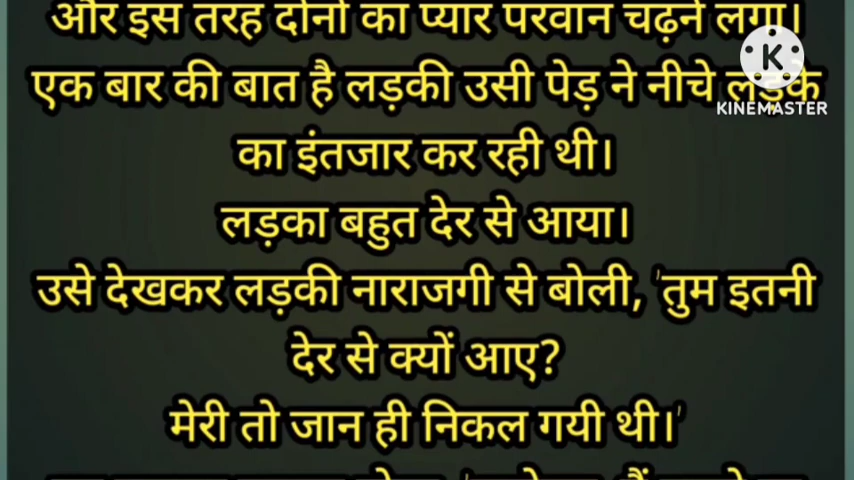 और इस तरह दोनों का प्यार परवान चढ़ने लगा।
एक बार की बात है लड़की उसी पेड़ ने नीचे लड़के
का इंतजार कर रही थी।
लड़का बहुत देर से आया।
उसे देखकर लड़की नाराजगी से बोली, 'तुम इतनी
देर से क्यों आए?
मेरी तो जान ही निकल गयी थी।'
KINEMASTER